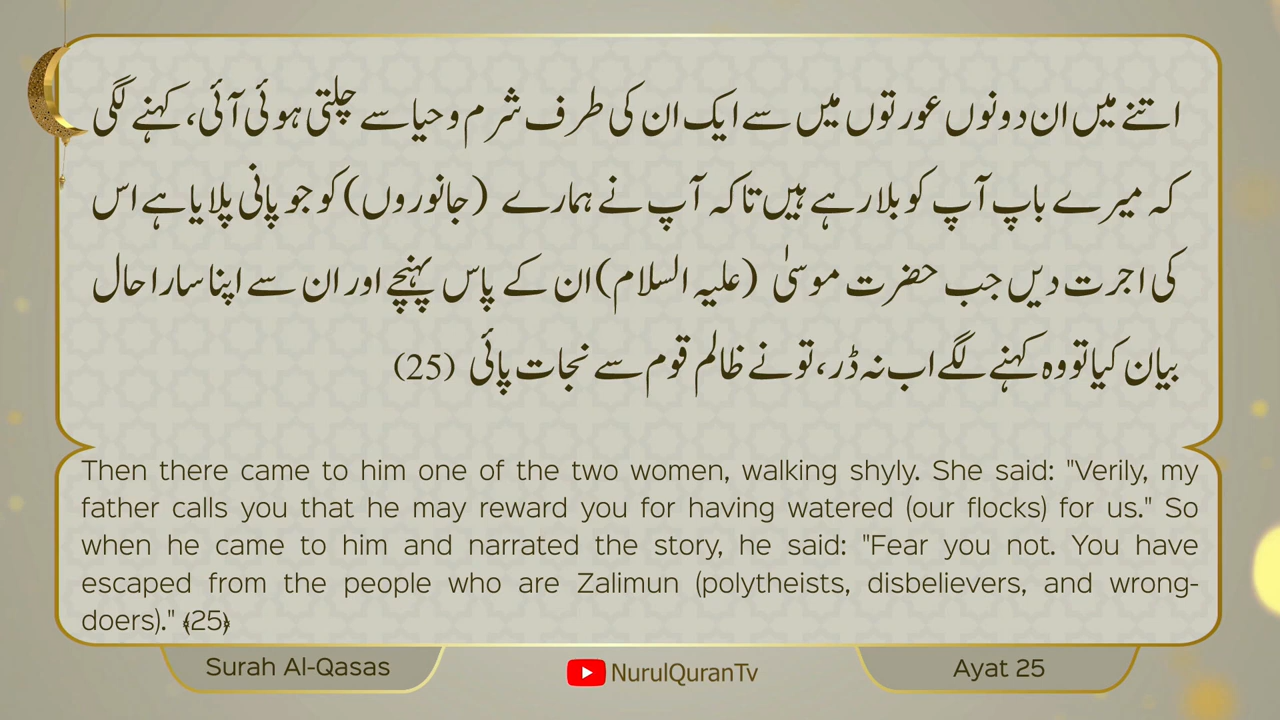 اتنے میں ان دونوں عورتوں میں سے ایک ان کی طرف شرم و حیا سے چلتی ہوئی آئی، کہنے لگی
کہ میرے باپ آپ کو بلا رہے ہیں تاکہ آپ نے ہمارے (جانوروں) کو جو پانی پلایا ہے اس
کی اجرت دیں جب حضرت موسیٰ (علیہ السلام) ان کے پاس پہنچے اور ان سے اپنا سارا حال
بیان کیا تو وہ کہنے لگے اب نہ ڈر، تو نے ظالم قوم سے نجات پائی (25)
Then there came to him one of the two women, walking shyly. She said: "Verily, my
father calls you that he may reward you for having watered (our flocks) for us." So
when he came to him and narrated the story, he said: "Fear you not. You have
escaped from the people who are Zalimun (polytheists, disbelievers, and wrong-
doers)." ﴾25﴿
Surah Al-Qasas
NurulQuranTv
Ayat 25